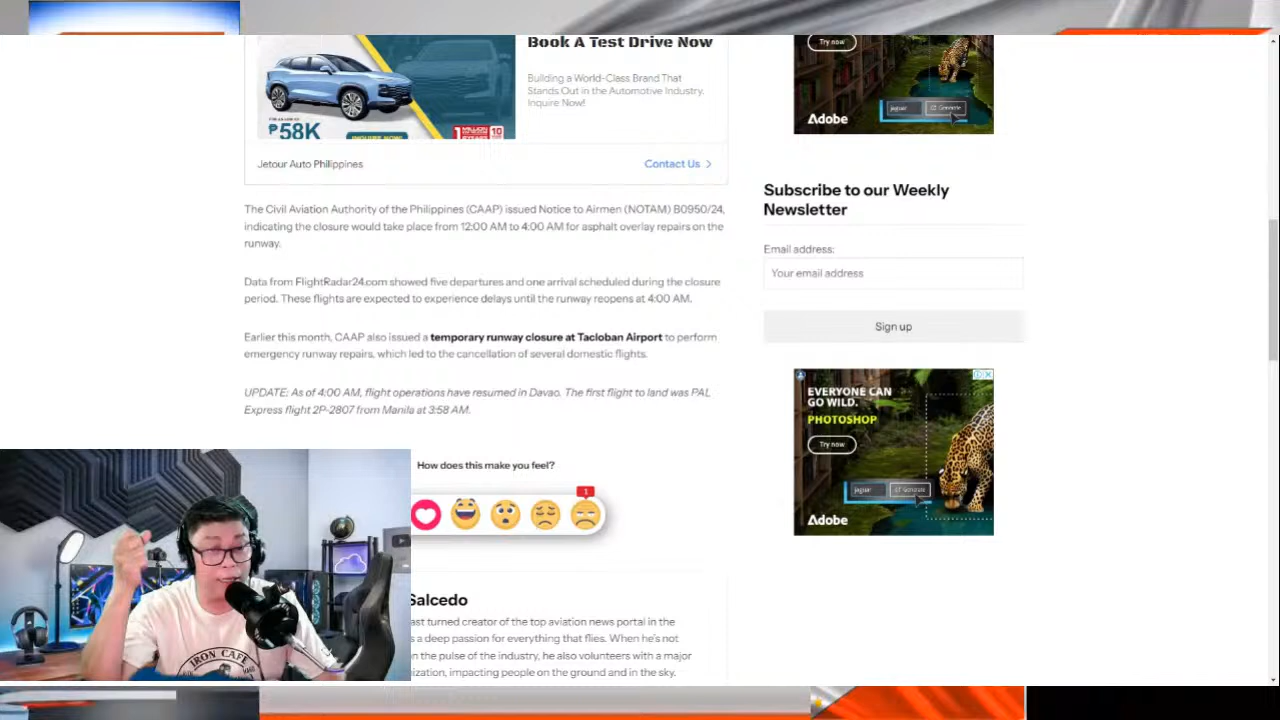 Book A Test Drive Now
Building a World-Class Brand That
Stands Out in the Automotive Industry.
Inquire Now!
₱58K
INQUIRE NOW!
1 MILLION
10
Jetour Auto Philippines
Contact Us
The Civil Aviation Authority of the Philippines (CAAP) issued Notice to Airmen (NOTAM) B0950/24,
indicating the closure would take place from 12:00 AM to 4:00 AM for asphalt overlay repairs on the
runway.
Data from FlightRadar24.com showed five departures and one arrival scheduled during the closure
period. These flights are expected to experience delays until the runway reopens at 4:00 AM.
Earlier this month, CAAP also issued a temporary runway closure at Tacloban Airport to perform
emergency runway repairs, which led to the cancellation of several domestic flights.
UPDATE: As of 4:00 AM, flight operations have resumed in Davao. The first flight to land was PAL
Express flight 2P-2807 from Manila at 3:58 AM.
How does this make you feel?
1
Salcedo
ast turned creator of the top aviation news portal in the
s a deep passion for everything that flies. When he's not
n the pulse of the industry, he also volunteers with a major
ization, impacting people on the ground and in the sky.
Try now
jaguar
Generate
Adobe
Subscribe to our Weekly
Newsletter
Email address:
Your email address
Sign up
EVERYONE CAN
GO WILD.
PHOTOSHOP
Try now
jaguar
Generate
Adobe
IRON CAFE